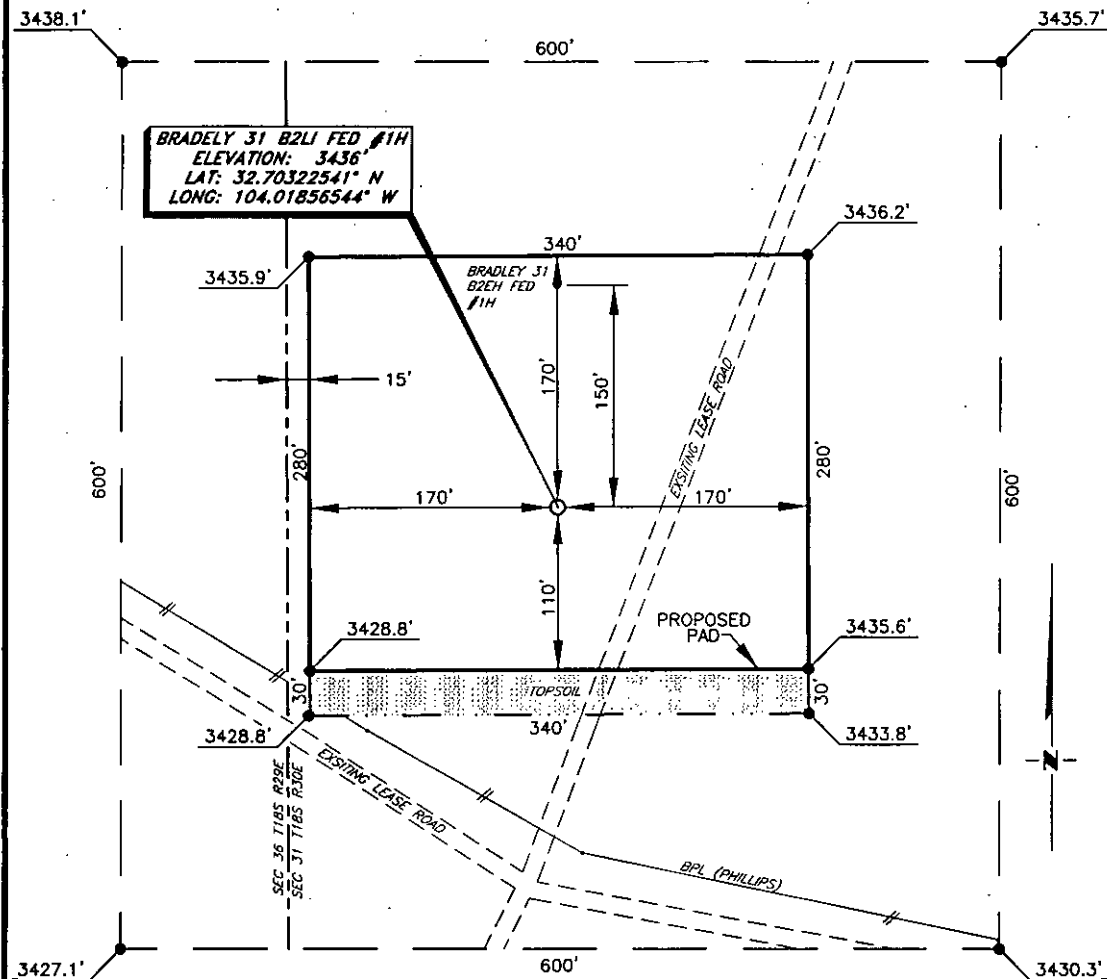 3438.1'
3435.7'
600'
BRADELY 31 B2LI FED #1H
ELEVATION: 3436'
LAT: 32.70322541° N
LONG: 104.01856544° W
3436.2'
340'
3435.9'
BRADLEY 31
B2EH FED
#1H
15'
170'
150'
EXSITING LEASE ROAD
600'
280'
280'
600'
170'
170'
110'
PROPOSED
PAD
3428.8'
3435.6'
30'
TOPSOIL
30'
340'
3428.8'
3433.8'
EXSITING LEASE ROAD
SEC 36 T18S R29E
SEC 31 T18S R30E
N
BPL (PHILLIPS)
3427.1'
600'
3430.3'